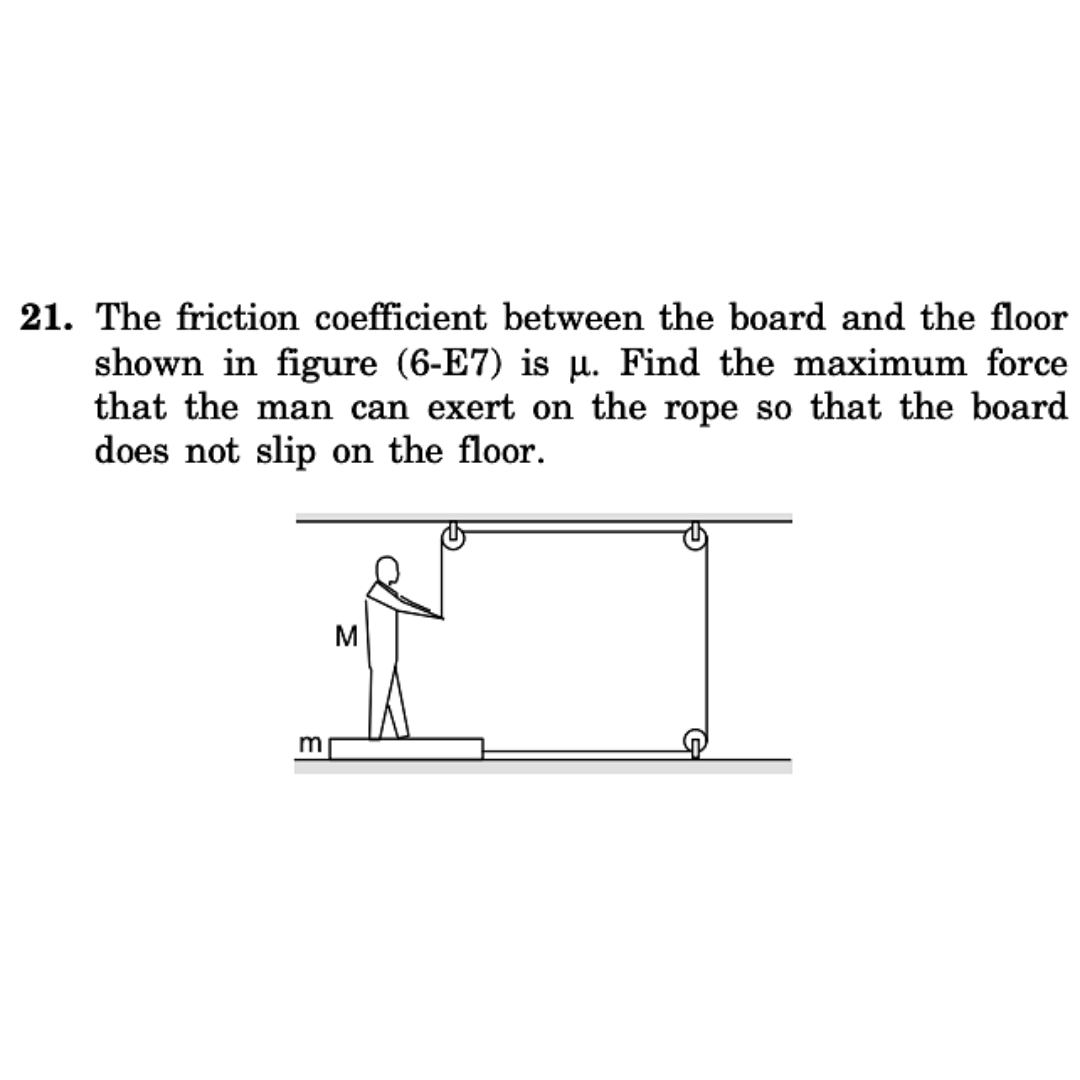 21. The friction coefficient between the board and the floor
shown in figure (6-E7) is μ. Find the maximum force
that the man can exert on the rope so that the board
does not slip on the floor.
M
m